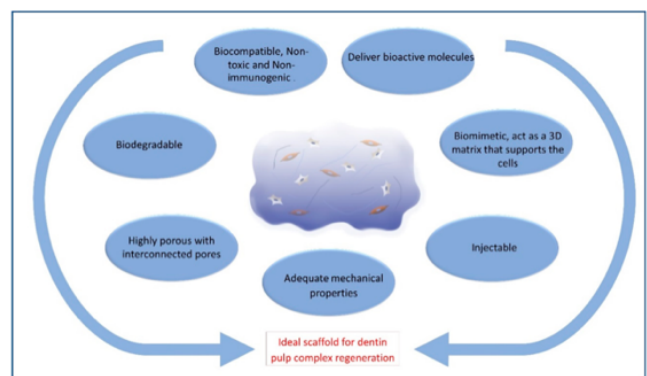 Biocompatible, Non-
toxic and Non-
immunogenic .
Deliver bioactive molecules
Biodegradable
Biomimetic, act as a 3D
matrix that supports the
cells
Highly porous with
interconnected pores
Injectable
Adequate mechanical
properties
Ideal scaffold for dentin
pulp complex regeneration